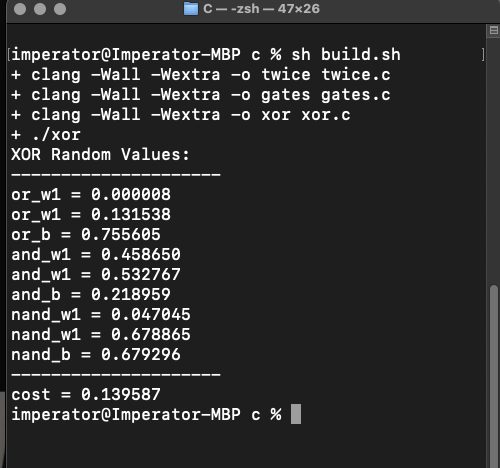 C — -zsh — 47×26
[imperator@Imperator-MBP c % sh build.sh ]
+ clang -Wall -Wextra -o twice twice.c
+ clang -Wall -Wextra -o gates gates.c
+ clang -Wall -Wextra -o xor xor.c
+ ./xor
XOR Random Values:
---------------------
or_w1 = 0.000008
or_w1 = 0.131538
or_b = 0.755605
and_w1 = 0.458650
and_w1 = 0.532767
and_b = 0.218959
nand_w1 = 0.047045
nand_w1 = 0.678865
nand_b = 0.679296
---------------------
cost = 0.139587
imperator@Imperator-MBP c %